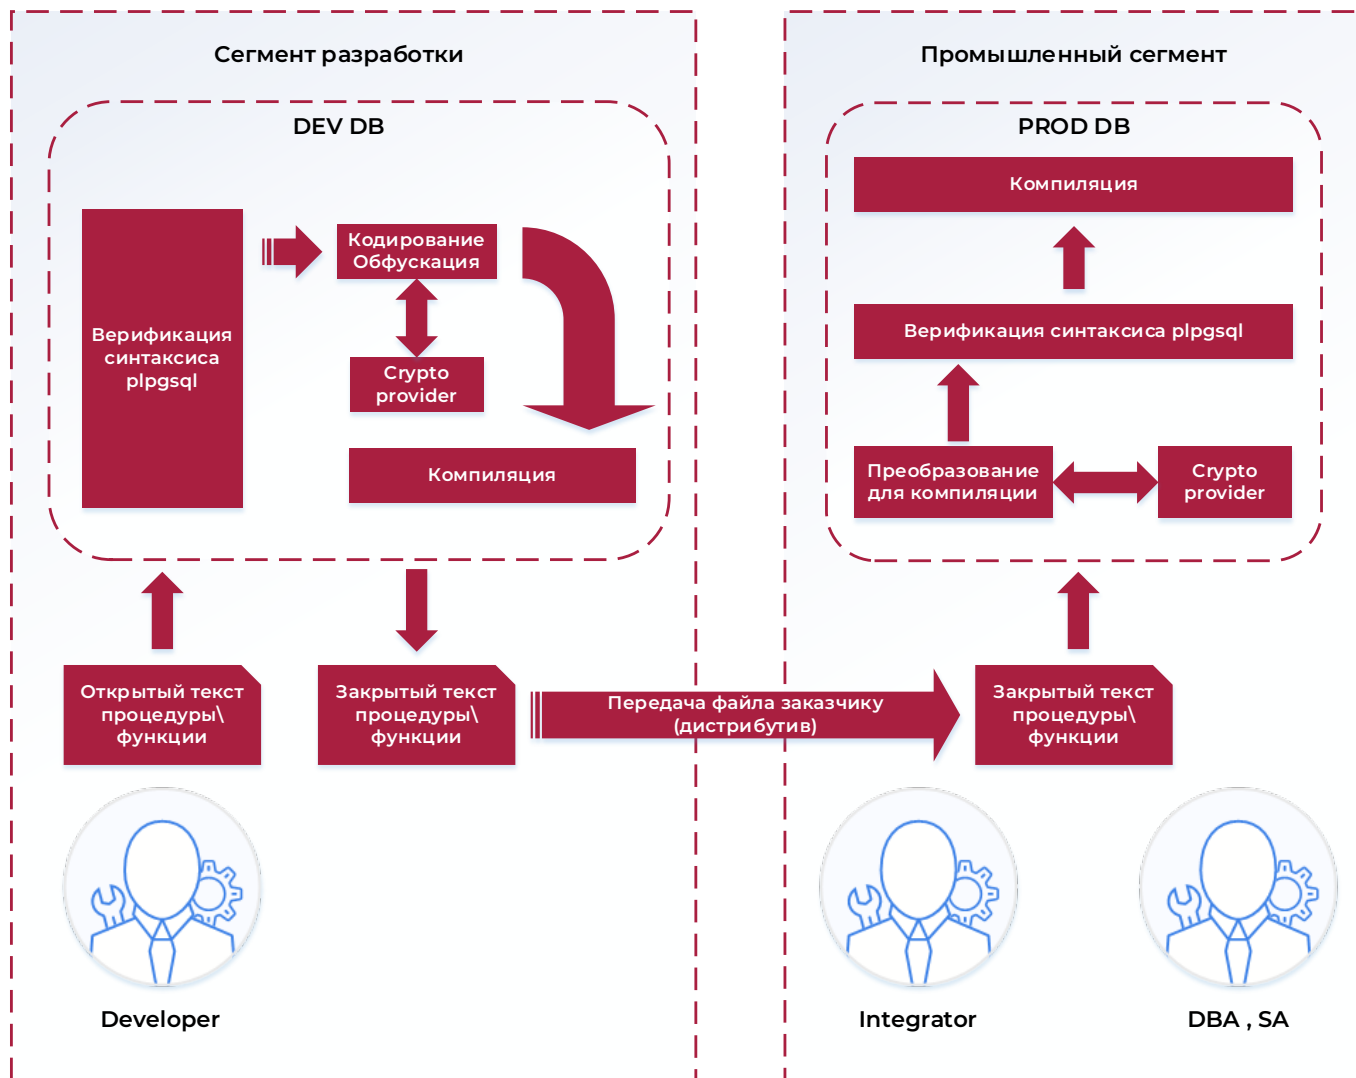 Сегмент разработки
DEV DB
Верификация
синтаксиса
plpgsql
Кодирование
Обфускация
Crypto
provider
Компиляция
Открытый текст
процедуры\
функции
Закрытый текст
процедуры\
функции
Developer
Передача файла заказчику
(дистрибутив)
Промышленный сегмент
PROD DB
Компиляция
Верификация синтаксиса plpgsql
Преобразование
для компиляции
Crypto
provider
Закрытый текст
процедуры\
функции
Integrator
DBA , SA